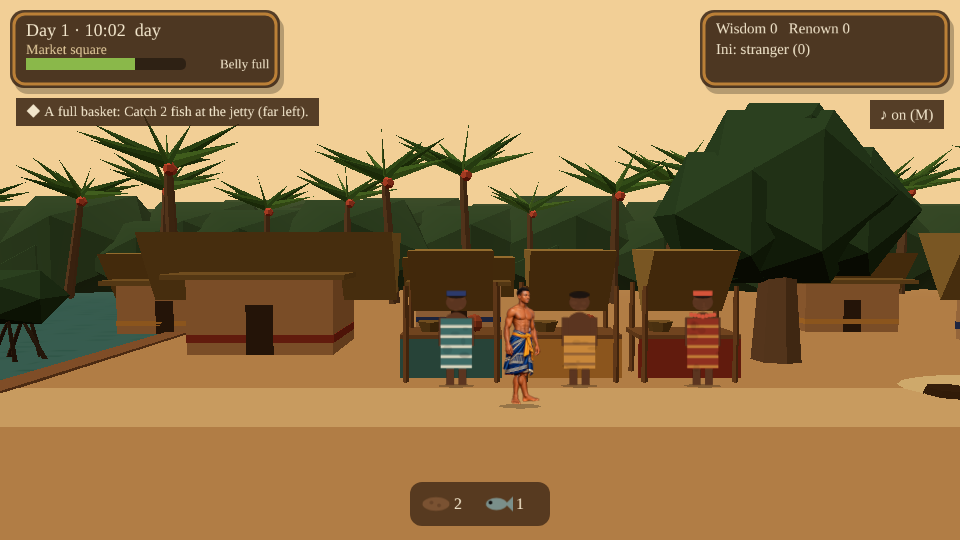 Day 1 · 10:02 day
Market square
Belly full
◆ A full basket: Catch 2 fish at the jetty (far left).
Wisdom 0 Renown 0
Ini: stranger (0)
♪ on (M)
2
1